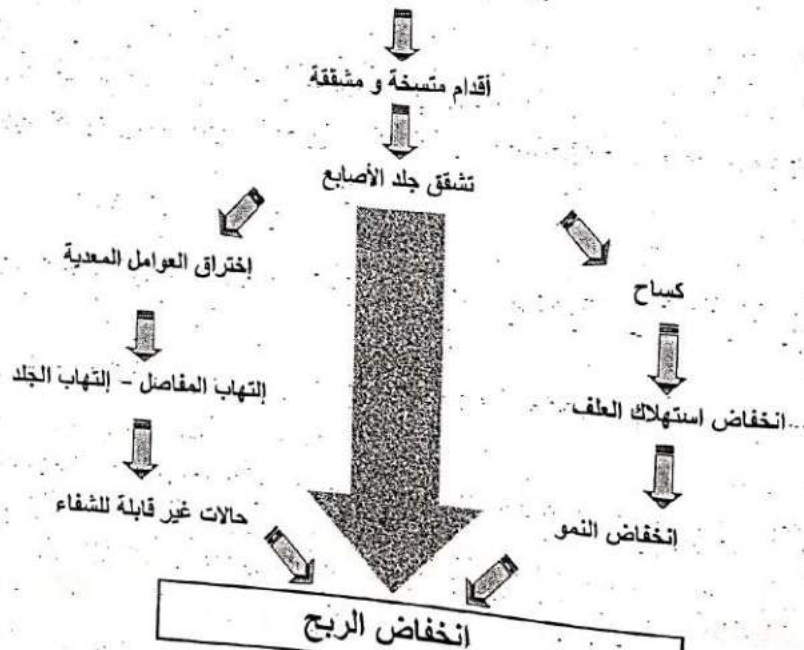 أقدام متسخة و مشققة
تشقق جلد الأصابع
إختراق العوامل المعدية
كساح
إلتهاب المفاصل – إلتهاب الجلد
انخفاض استهلاك العلف
حالات غير قابلة للشفاء
انخفاض النمو
انخفاض الربح